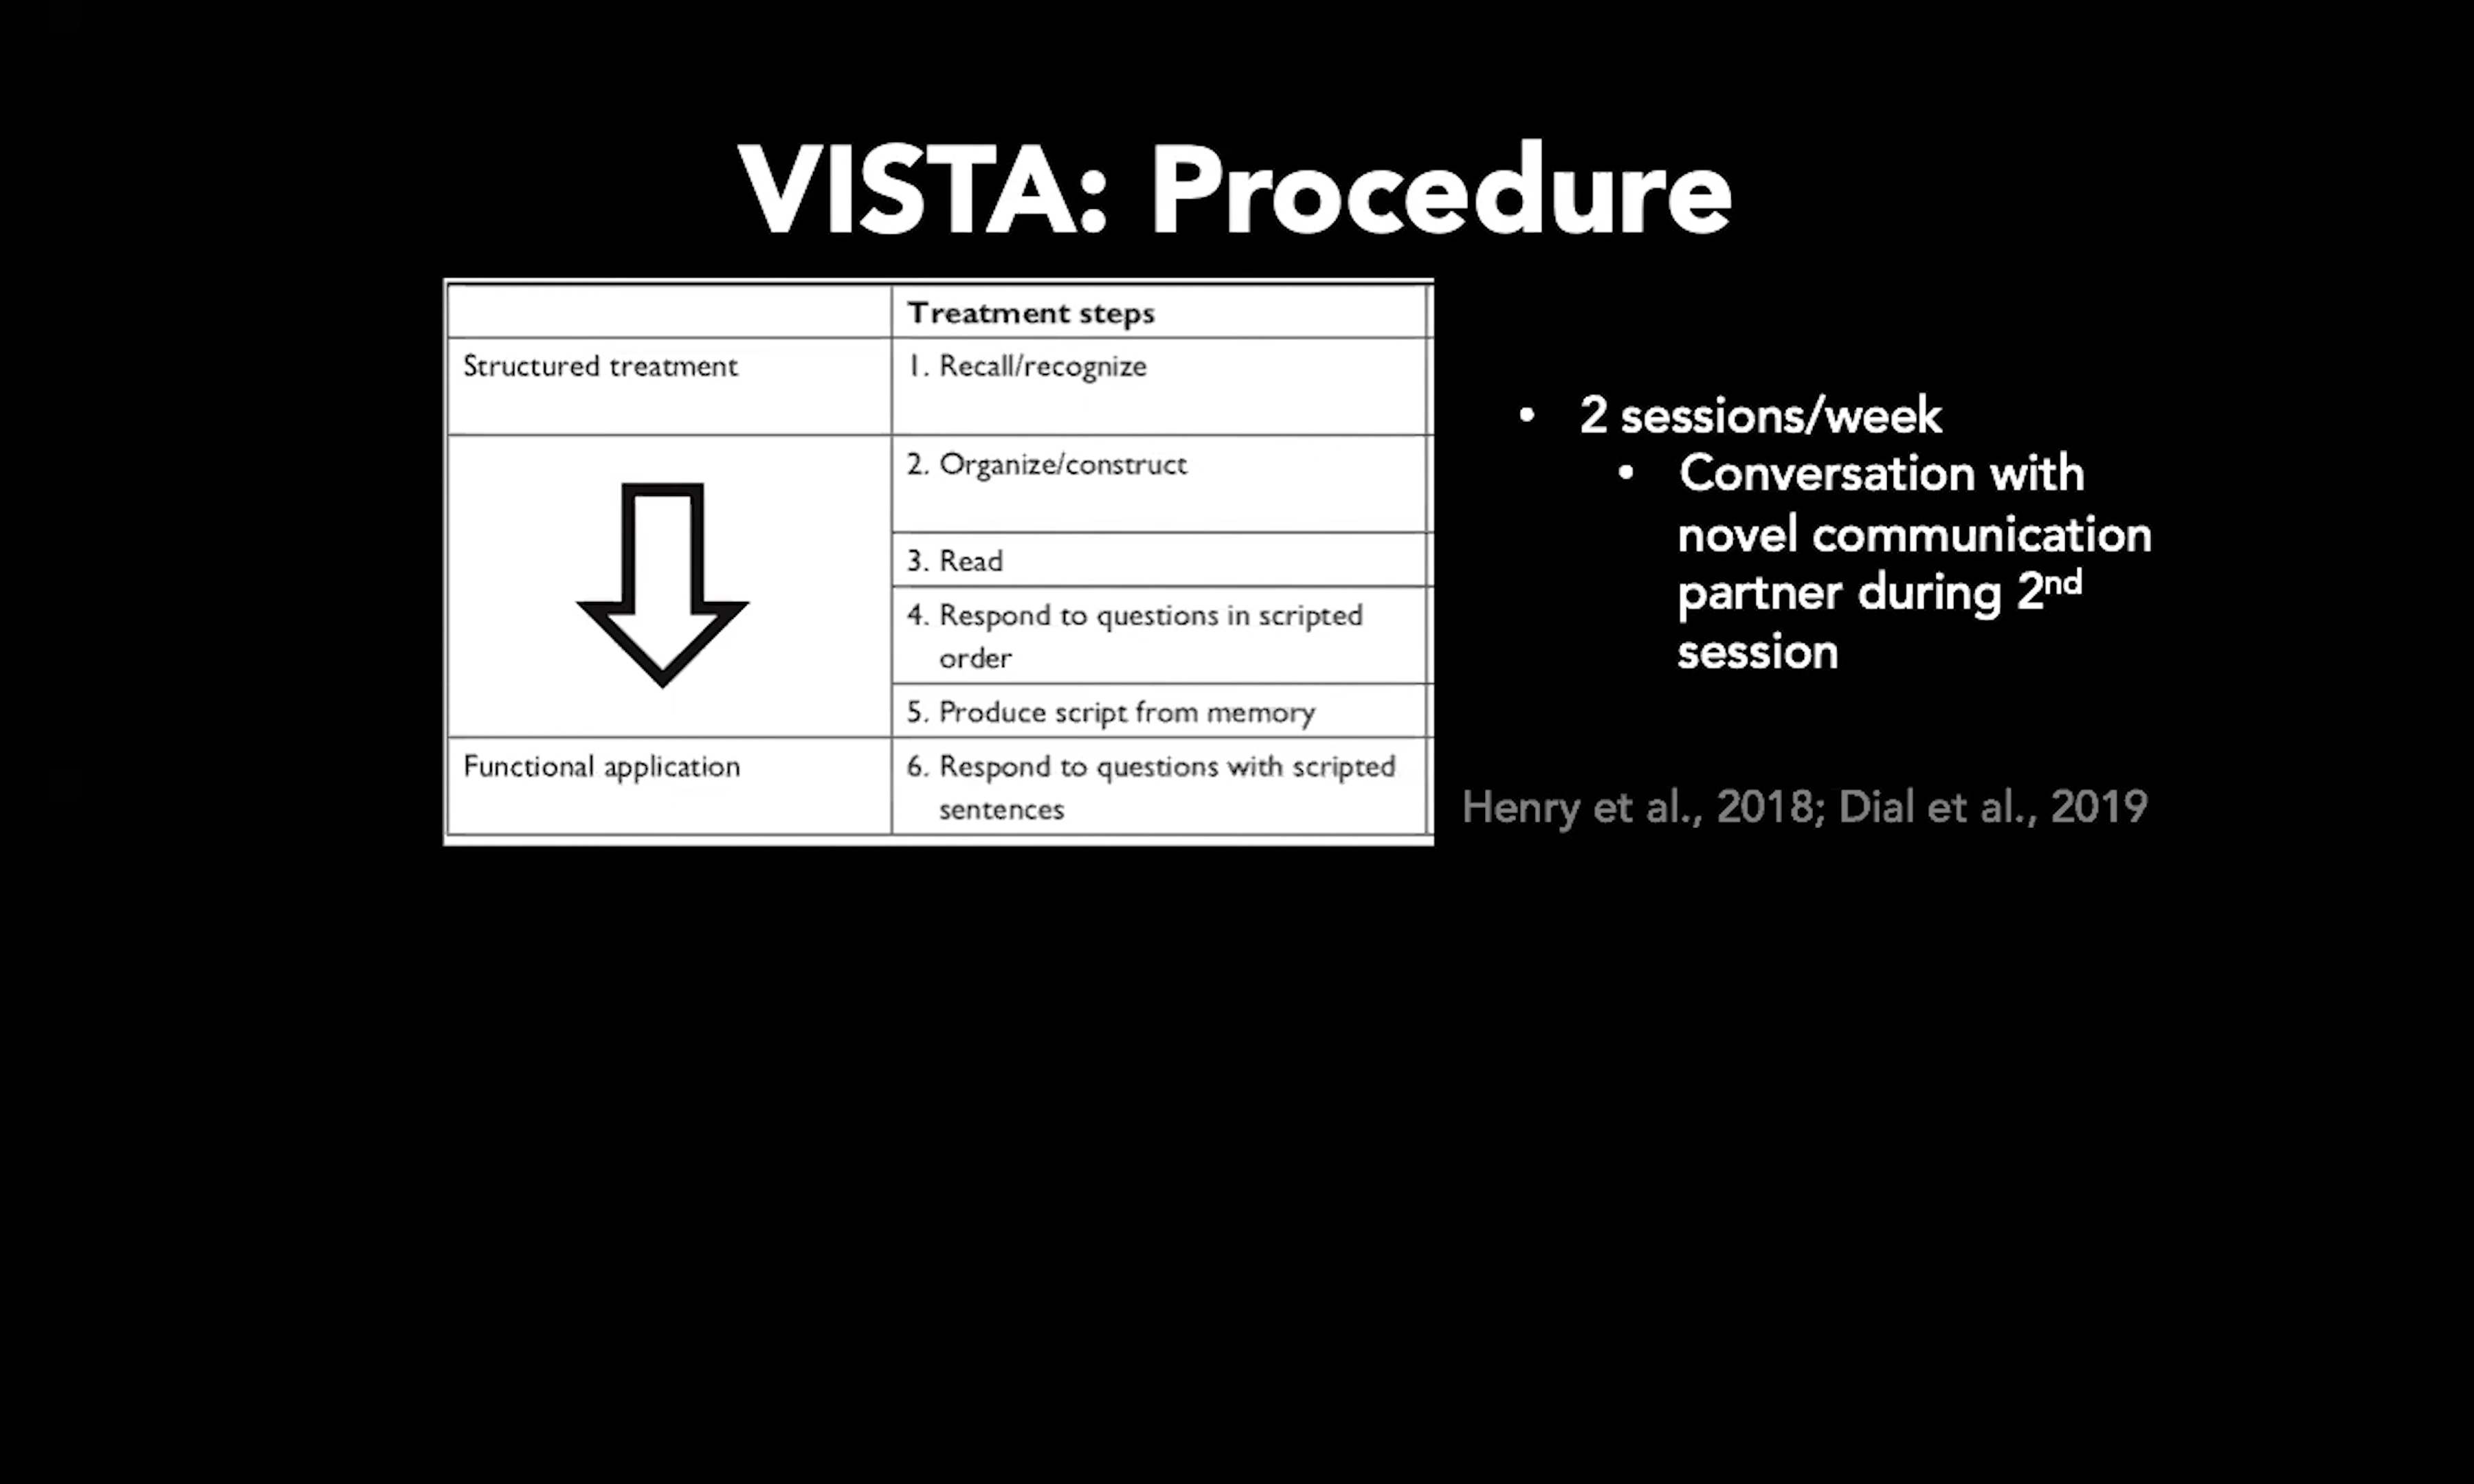 VISTA: Procedure
Treatment steps
Structured treatment
1. Recall/recognize
2. Organize/construct
3. Read
4. Respond to questions in scripted
order
5. Produce script from memory
Functional application
6. Respond to questions with scripted
sentences
• 2 sessions/week
• Conversation with
novel communication
partner during 2nd
session
Henry et al., 2018; Dial et al., 2019